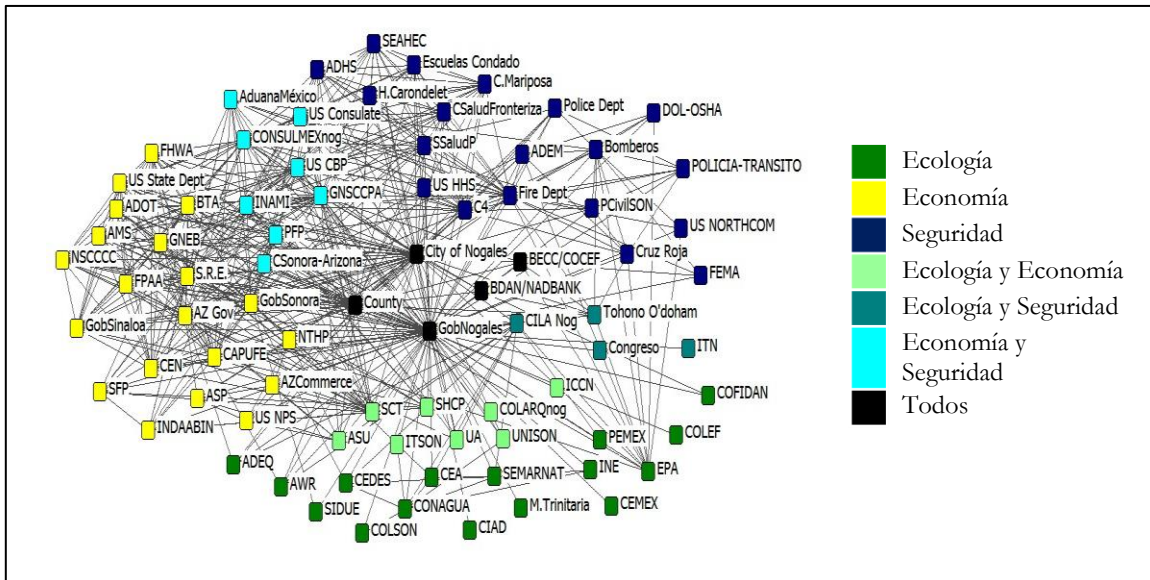 SEAHEC
Escuelas Condado
ADHS
C.Mariposa
H.Carondelet
AduanaMéxico
US Consulate
CSaludFronteriza
Police Dept
DOL-OSHA
CONSULMEXnog
SSaludP
Bomberos
FHWA
ADEM
US CBP
POLICIA-TRANSITO
US State Dept
US HHS
Fire Dept
GNSCCPA
ADOT
BTA
INAMI
C4
PCivilSON
US NORTHCOM
AMS
GNEB
PFP
City of Nogales
Cruz Roja
NSCCCC
CSonora-Arizona
BECC/COCEF
FPAA
S.R.E.
FEMA
BDAN/NADBANK
GobSonora
County
GobSinaloa
AZ Gov
GobNogales
CILA Nog
Tohono O'doham
NTHP
CAPUFE
Congreso
ITN
CEN
AZCommerce
ICCN
SFP
ASP
COFIDAN
SCT
SHCP
COLARQnog
INDAABIN
US NPS
ASU
ITSON
UA
UNISON
PEMEX
COLEF
ADEQ
AWR
CEDES
CEA
SEMARNAT
INE
EPA
SIDUE
CONAGUA
M.Trinitaria
CEMEX
COLSON
CIAD
Ecología
Economía
Seguridad
Ecología y Economía
Ecología y Seguridad
Economía y
Seguridad
Todos